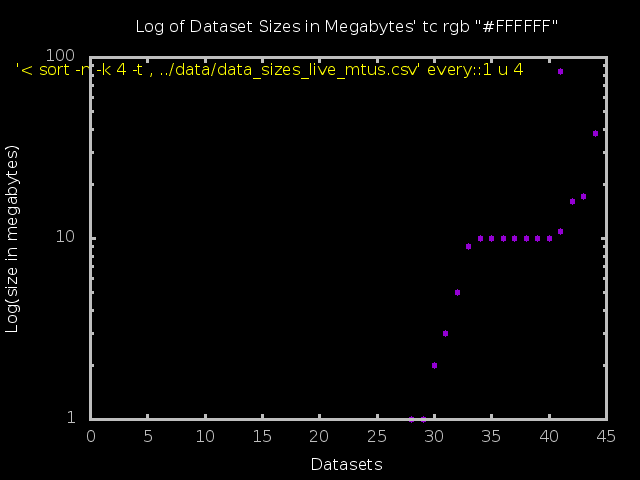 Log of Dataset Sizes in Megabytes' tc rgb "#FFFFFF"
100
'< sort -n -k 4 -t , ../data/data_sizes_live_mtus.csv' every::1 u 4
Log(size in megabytes)
10
1
0 5 10 15 20 25 30 35 40 45
Datasets